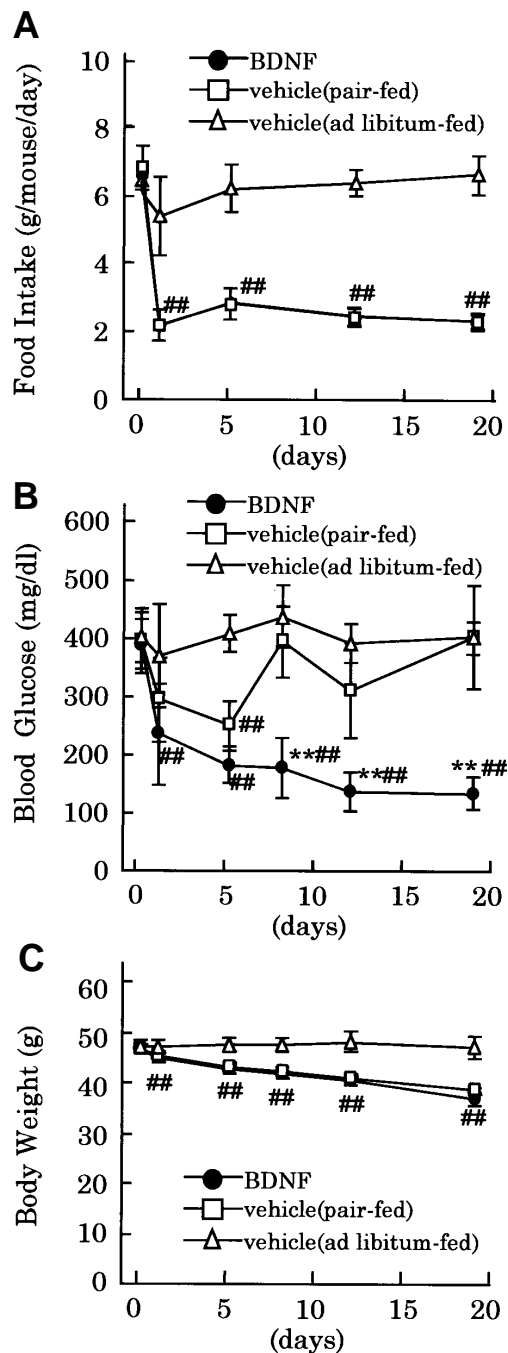 A
Food Intake (g/mouse/day)
10
8
6
4
2
0
BDNF
vehicle(pair-fed)
vehicle(ad libitum-fed)
##
##
##
##
0
5
10
15
20
(days)
B
Blood Glucose (mg/dl)
600
500
400
300
200
100
0
BDNF
vehicle(pair-fed)
vehicle(ad libitum-fed)
##
##
##
**##
**##
**##
0
5
10
15
20
(days)
C
Body Weight (g)
60
50
40
30
20
10
0
##
##
##
##
##
BDNF
vehicle(pair-fed)
vehicle(ad libitum-fed)
0
5
10
15
20
(days)